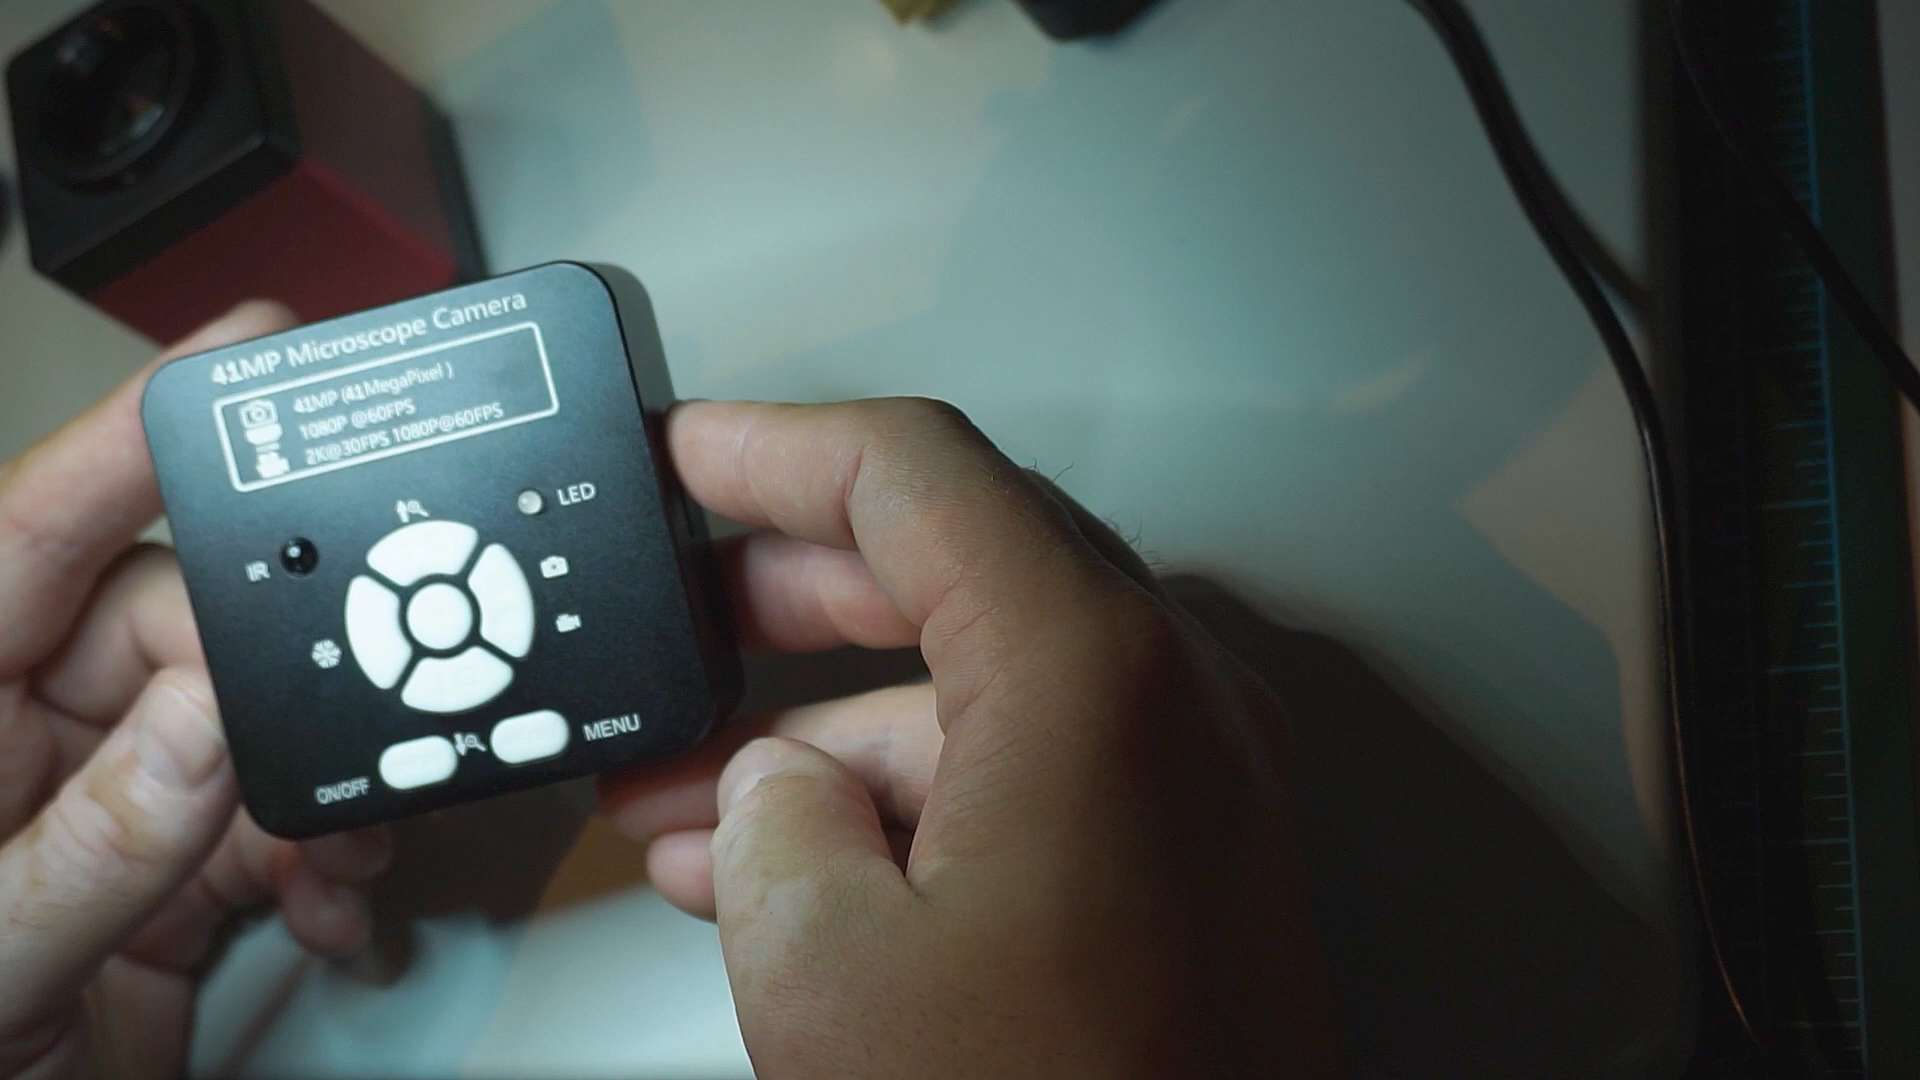 41MP Microscope Camera
41MP (41MegaPixel )
1080P @60FPS
2K@30FPS 1080P@60FPS
LED
IR
MENU
ON/OFF